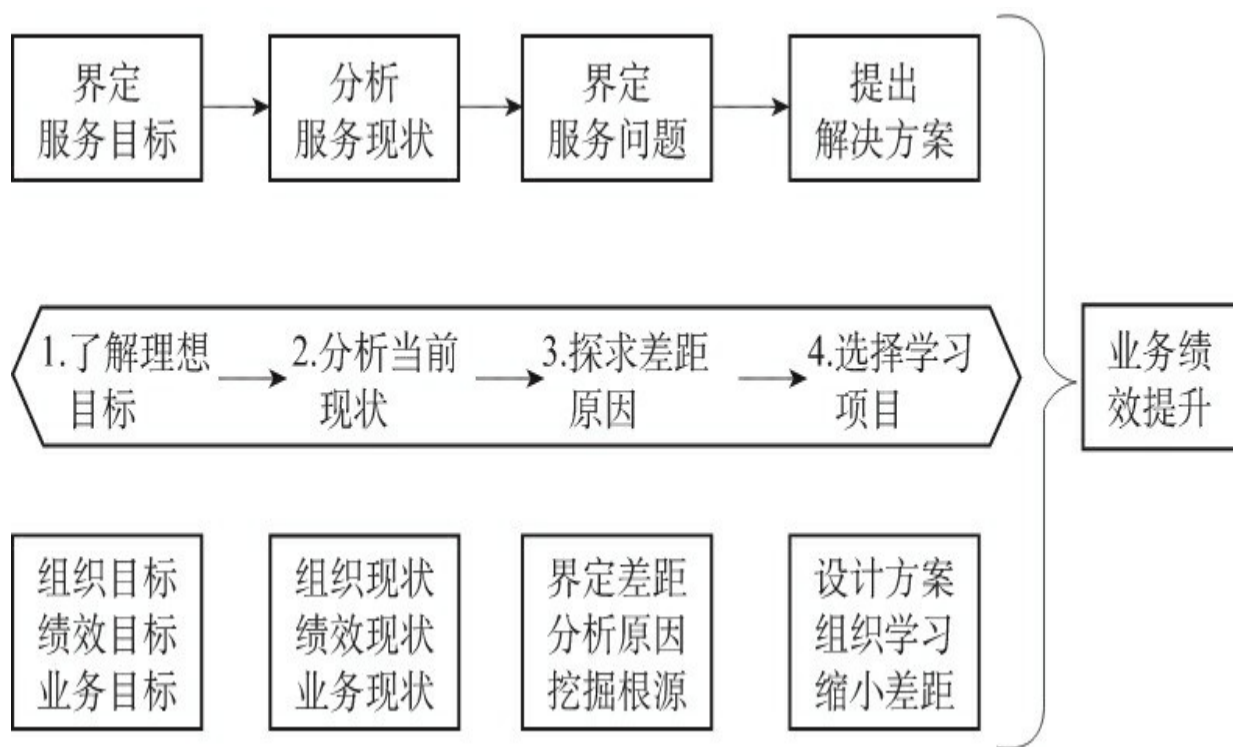 界定
服务目标
分析
服务现状
界定
服务问题
提出
解决方案
1.了解理想
目标
2.分析当前
现状
3.探求差距
原因
4.选择学习
项目
业务绩
效提升
组织目标
绩效目标
业务目标
组织现状
绩效现状
业务现状
界定差距
分析原因
挖掘根源
设计方案
组织学习
缩小差距